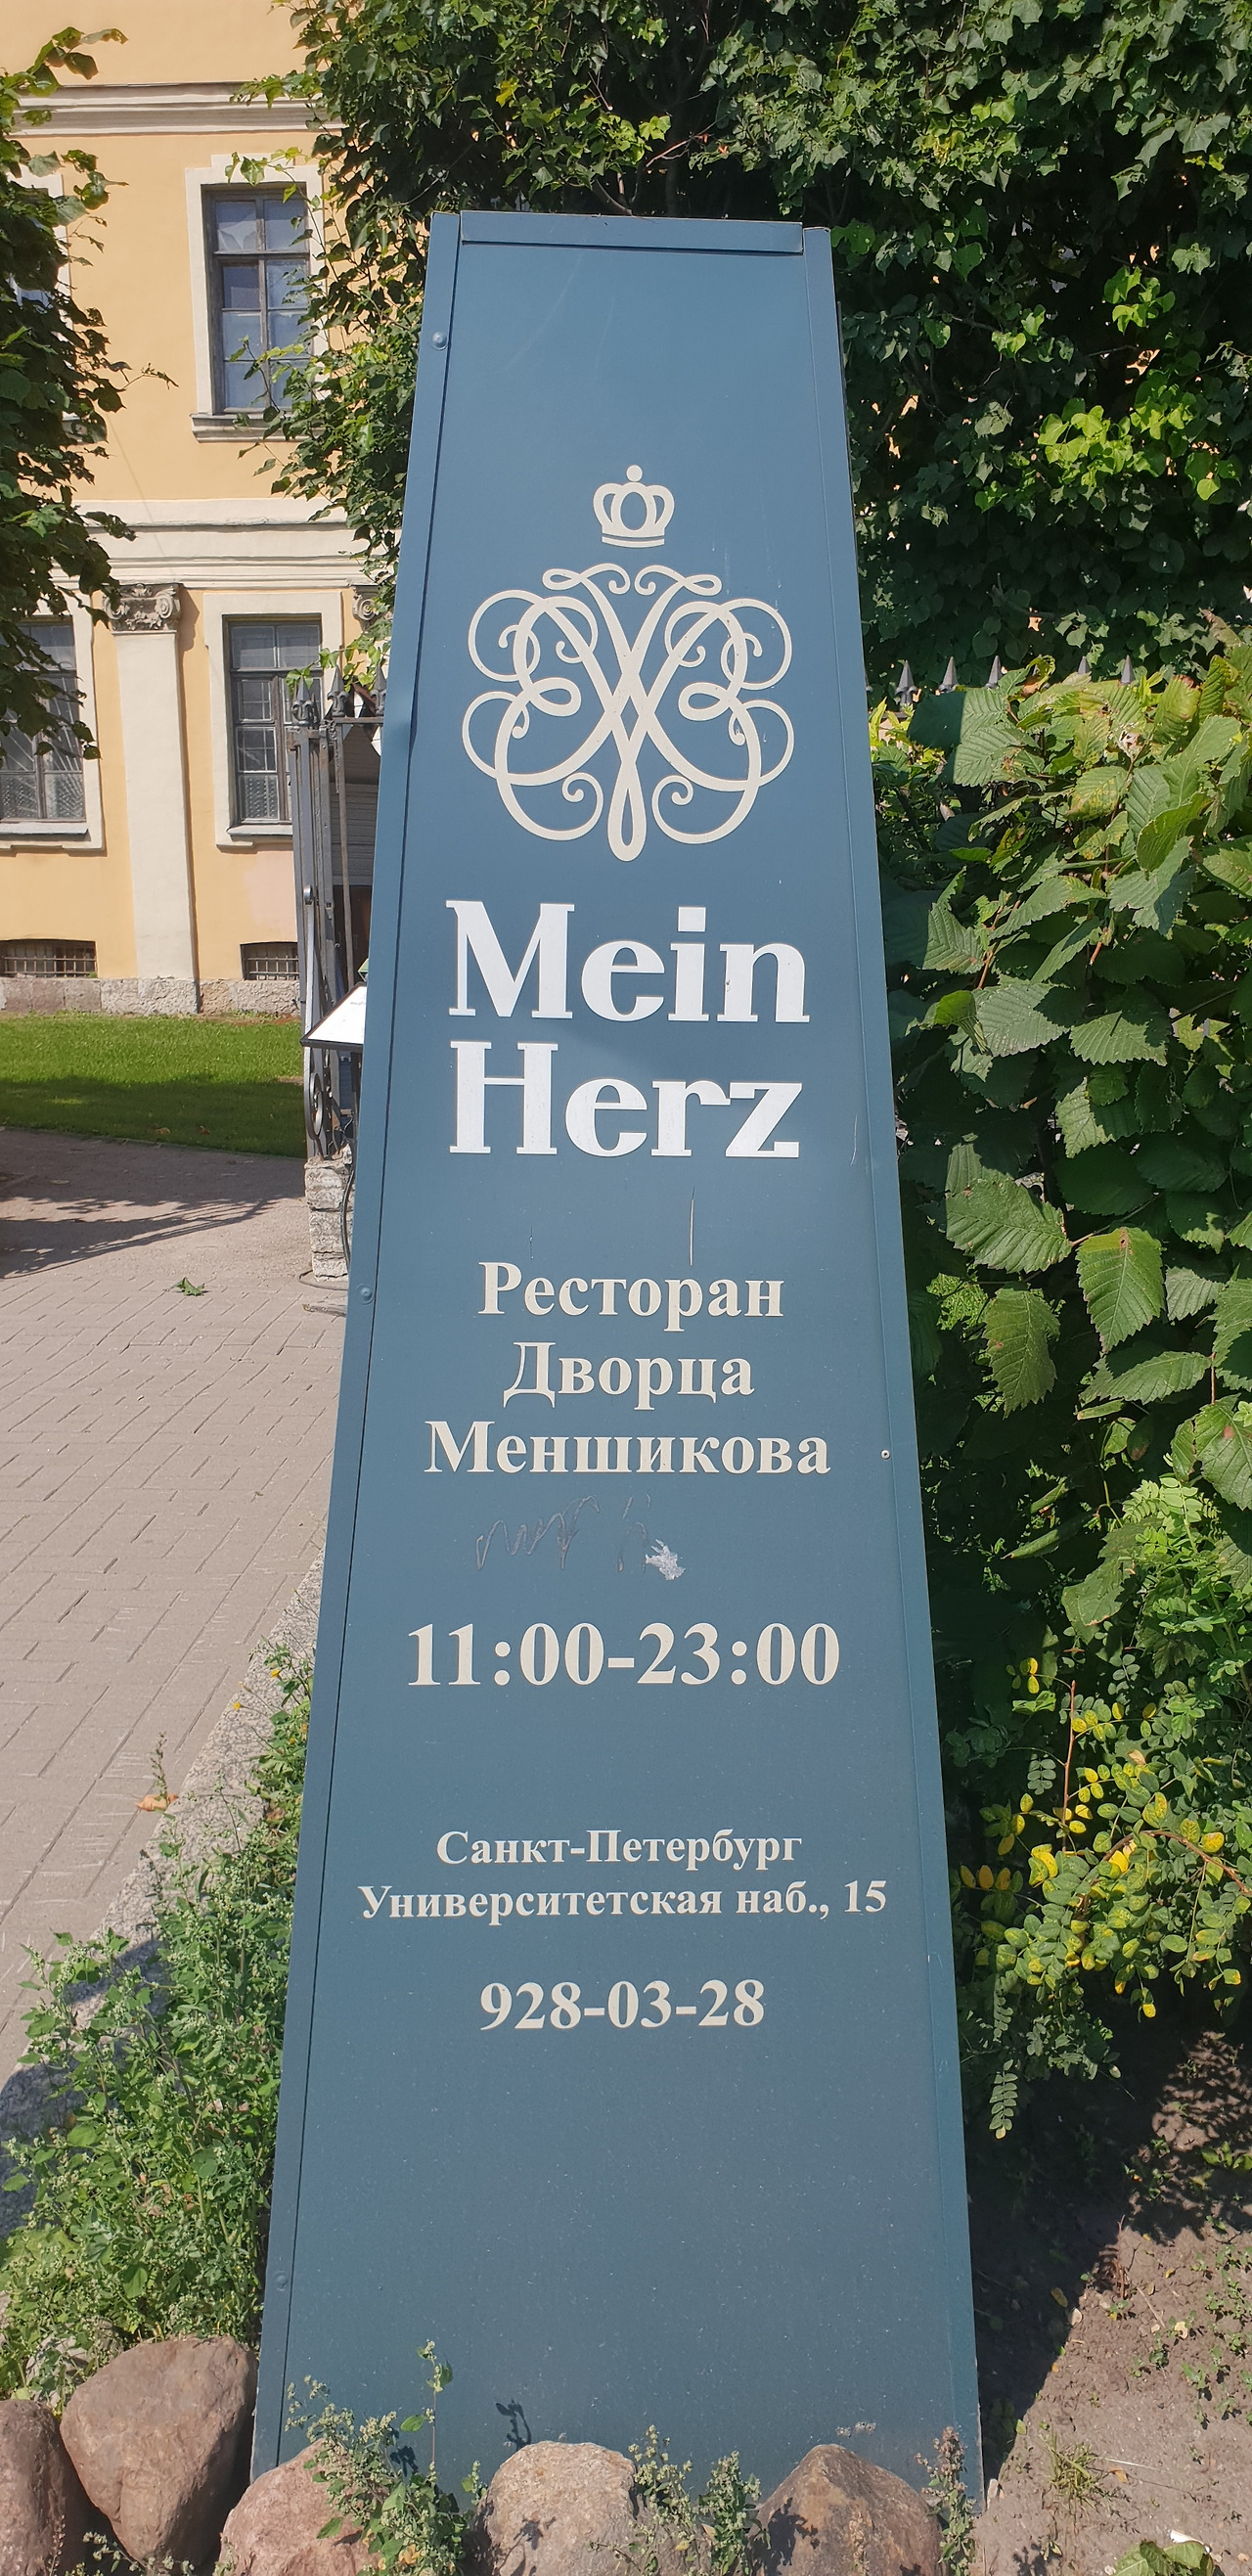 Mein
Herz
Ресторан
Дворца
Меншикова
11:00-23:00
Санкт-Петербург
Университетская наб., 15
928-03-28